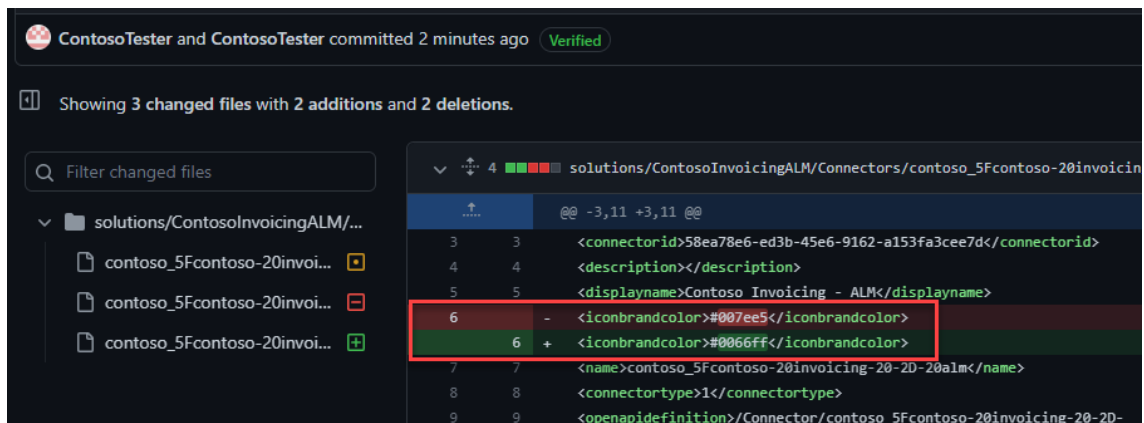 ContosoTester and ContosoTester committed 2 minutes ago Verified
Showing 3 changed files with 2 additions and 2 deletions.
Filter changed files
solutions/ContosoInvoicingALM/...
contoso_5Fcontoso-20invoi...
contoso_5Fcontoso-20invoi...
contoso_5Fcontoso-20invoi...
4 solutions/ContosoInvoicingALM/Connectors/contoso_5Fcontoso-20invoicin
@@ -3,11 +3,11 @@
3 3 <connectorid>58ea78e6-ed3b-45e6-9162-a153fa3cee7d</connectorid>
4 4 <description></description>
5 5 <displayname>Contoso Invoicing - ALM</displayname>
6 - <iconbrandcolor>#007ee5</iconbrandcolor>
6 + <iconbrandcolor>#0066ff</iconbrandcolor>
7 7 <name>contoso_5Fcontoso-20invoicing-20-2D-20alm</name>
8 8 <connectortype>1</connectortype>
9 9 <openapidefinition>/Connector/contoso_5Fcontoso-20invoicing-20-2D-